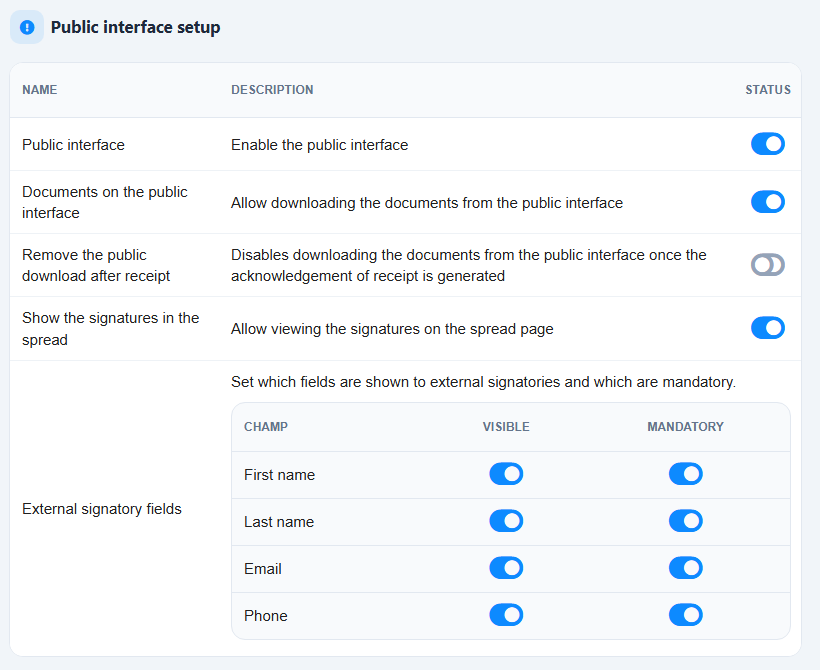 Public interface setup
NAME DESCRIPTION STATUS
Public interface Enable the public interface
Documents on the public
interface
Allow downloading the documents from the public interface
Remove the public
download after receipt
Disables downloading the documents from the public interface once the
acknowledgement of receipt is generated
Show the signatures in the
spread
Allow viewing the signatures on the spread page
External signatory fields
Set which fields are shown to external signatories and which are mandatory.
CHAMP VISIBLE MANDATORY
First name
Last name
Email
Phone